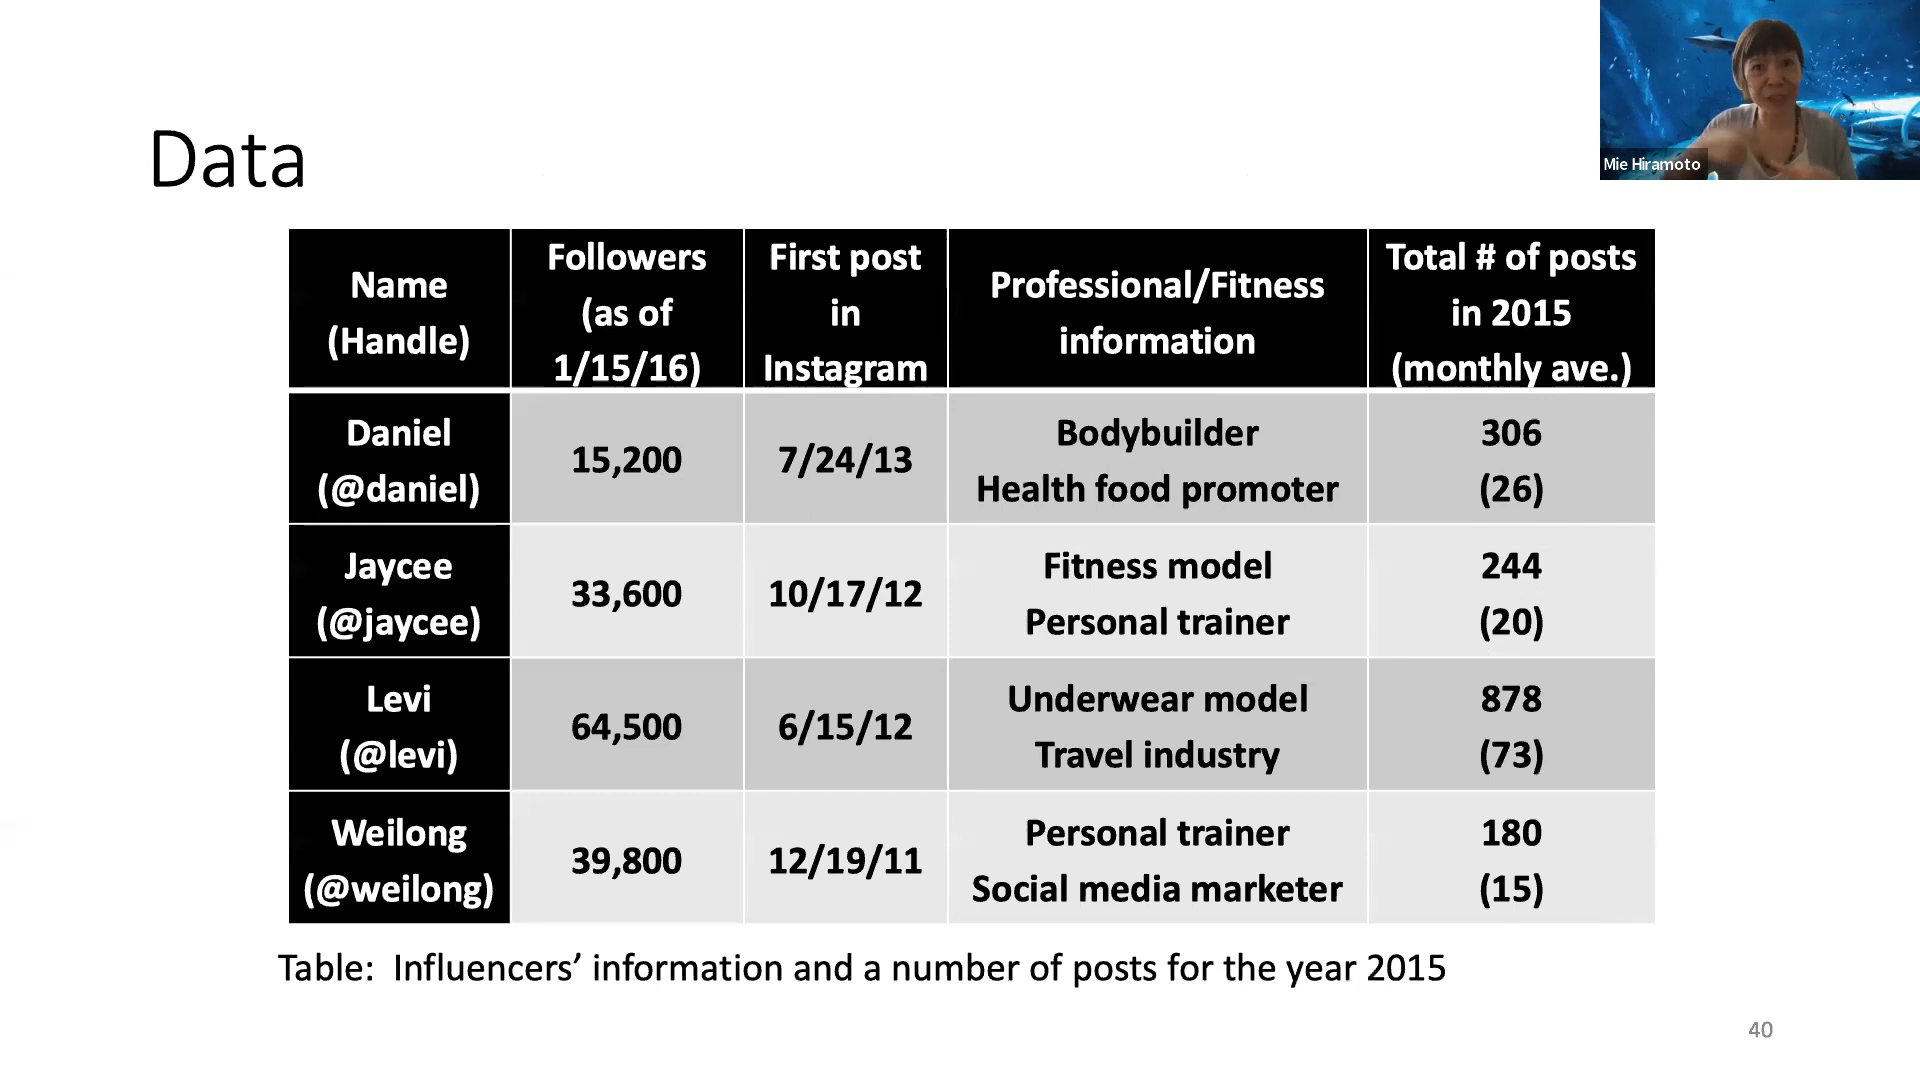 Mie Hiramoto
Data
Name
(Handle)
Followers
(as of
1/15/16)
First post
in
Instagram
Professional/Fitness
information
Total # of posts
in 2015
(monthly ave.)
Daniel
(@daniel)
15,200
7/24/13
Bodybuilder
Health food promoter
306
(26)
Jaycee
(@jaycee)
33,600
10/17/12
Fitness model
Personal trainer
244
(20)
Levi
(@levi)
64,500
6/15/12
Underwear model
Travel industry
878
(73)
Weilong
(@weilong)
39,800
12/19/11
Personal trainer
Social media marketer
180
(15)
Table:  Influencers’ information and a number of posts for the year 2015
40